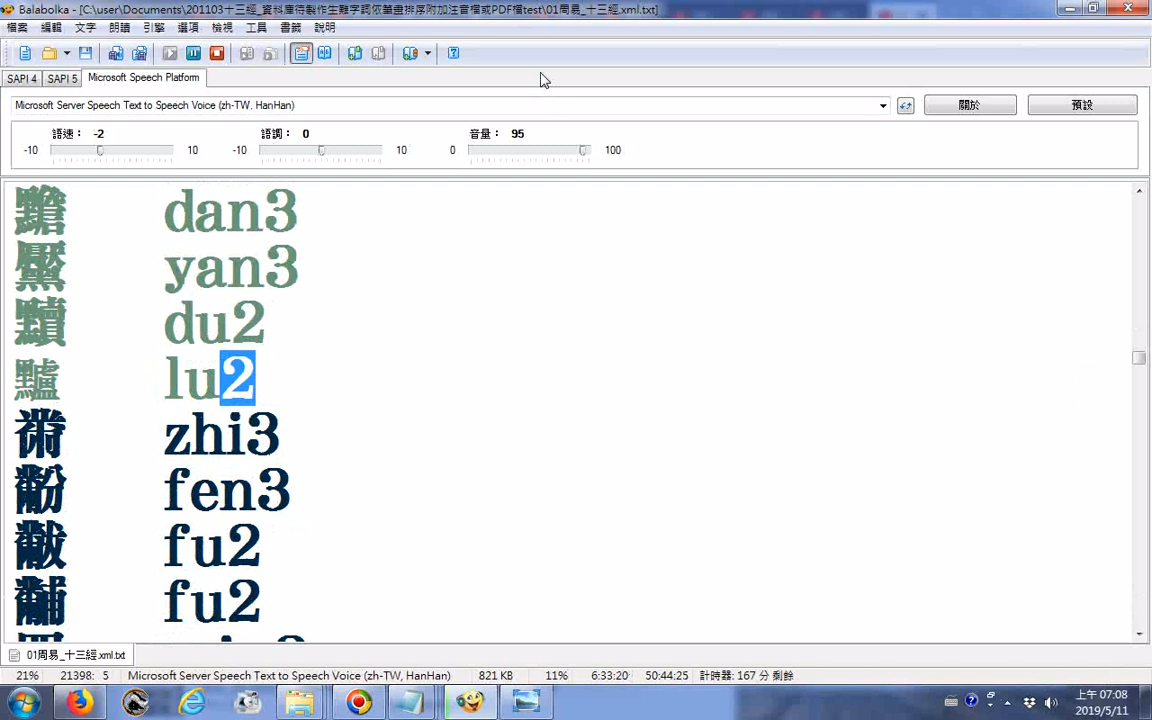 Balabolka - [C:\user\Documents\201103十三經_資料庫待製作生難字詞依筆畫排序附加注音檔或PDF檔test\01周易_十三經.xml.txt]
檔案 編輯 文字 朗讀 引擎 選項 檢視 工具 書籤 說明
SAPI 4 SAPI 5 Microsoft Speech Platform
Microsoft Server Speech Text to Speech Voice (zh-TW, HanHan) 關於 預設
語速： -2 語調： 0 音量： 95
-10 10 -10 10 0 100
黵 dan3
黶 yan3
黷 du2
黸 lu2
黹 zhi3
黺 fen3
黻 fu2
黼 fu2
01周易_十三經.xml.txt
21% 21398: 5 Microsoft Server Speech Text to Speech Voice (zh-TW, HanHan) 821 KB 11% 6:33:20 50:44:25 計時器: 167 分 剩餘
上午 07:08
2019/5/11